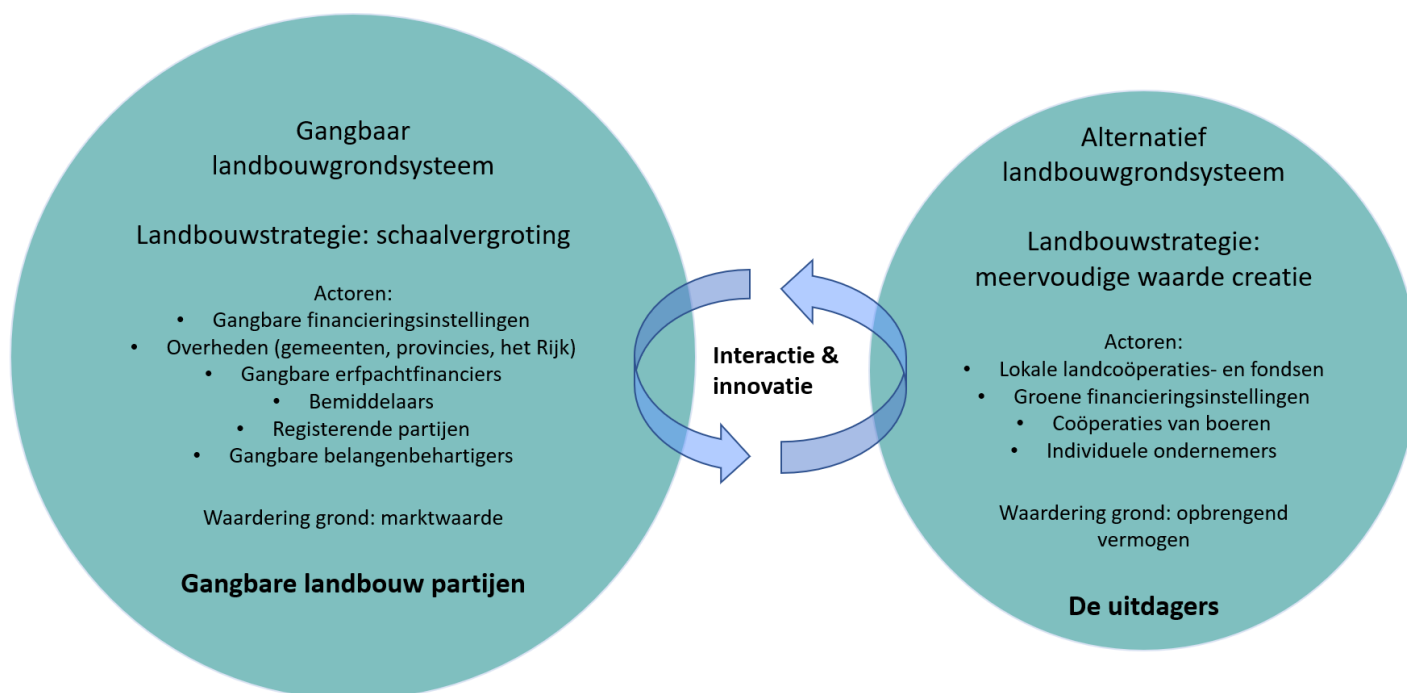 Gangbaar
landbouwgrondsysteem
Landbouwstrategie: schaalvergroting
Actoren:
• Gangbare financieringsinstellingen
• Overheden (gemeenten, provincies, het Rijk)
• Gangbare erfpachtfinanciers
• Bemiddelaars
• Registerende partijen
• Gangbare belangenbehartigers
Waardering grond: marktwaarde
Gangbare landbouw partijen
Interactie &
innovatie
Alternatief
landbouwgrondsysteem
Landbouwstrategie:
meervoudige waarde creatie
Actoren:
• Lokale landcoöperaties- en fondsen
• Groene financieringsinstellingen
• Coöperaties van boeren
• Individuele ondernemers
Waardering grond: opbrengend
vermogen
De uitdagers